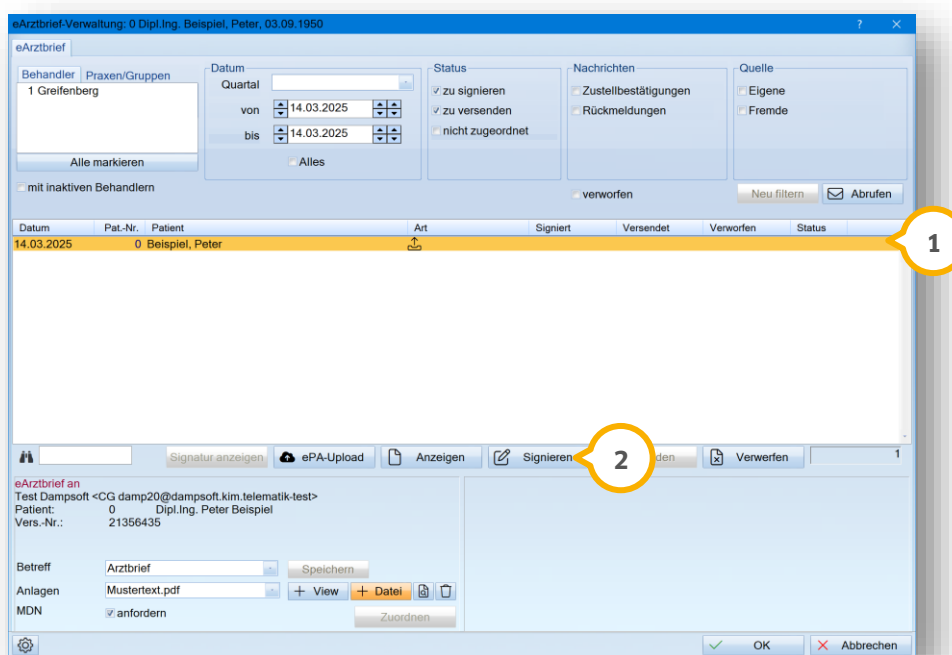 eArztbrief-Verwaltung: 0 Dipl.Ing. Beispiel, Peter, 03.09.1950 ?
eArztbrief
Behandler Praxen/Gruppen
1 Greifenberg
Alle markieren
mit inaktiven Behandlern
Datum
Quartal
von 14.03.2025
bis 14.03.2025
Alles
Status
zu signieren
zu versenden
nicht zugeordnet
Nachrichten
Zustellbestätigungen
Rückmeldungen
verworfen
Quelle
Eigene
Fremde
Neu filtern Abrufen
Datum Pat.-Nr. Patient Art Signiert Versendet Verworfen Status
14.03.2025 0 Beispiel, Peter
1
Signatur anzeigen ePA-Upload Anzeigen Signieren Verwerfen 1
2
eArztbrief an
Test Dampsoft <CG damp20@dampsoft.kim.telematik-test>
Patient: 0 Dipl.Ing. Peter Beispiel
Vers.-Nr.: 21356435
Betreff Arztbrief Speichern
Anlagen Mustertext.pdf + View + Datei
MDN anfordern Zuordnen
OK Abbrechen